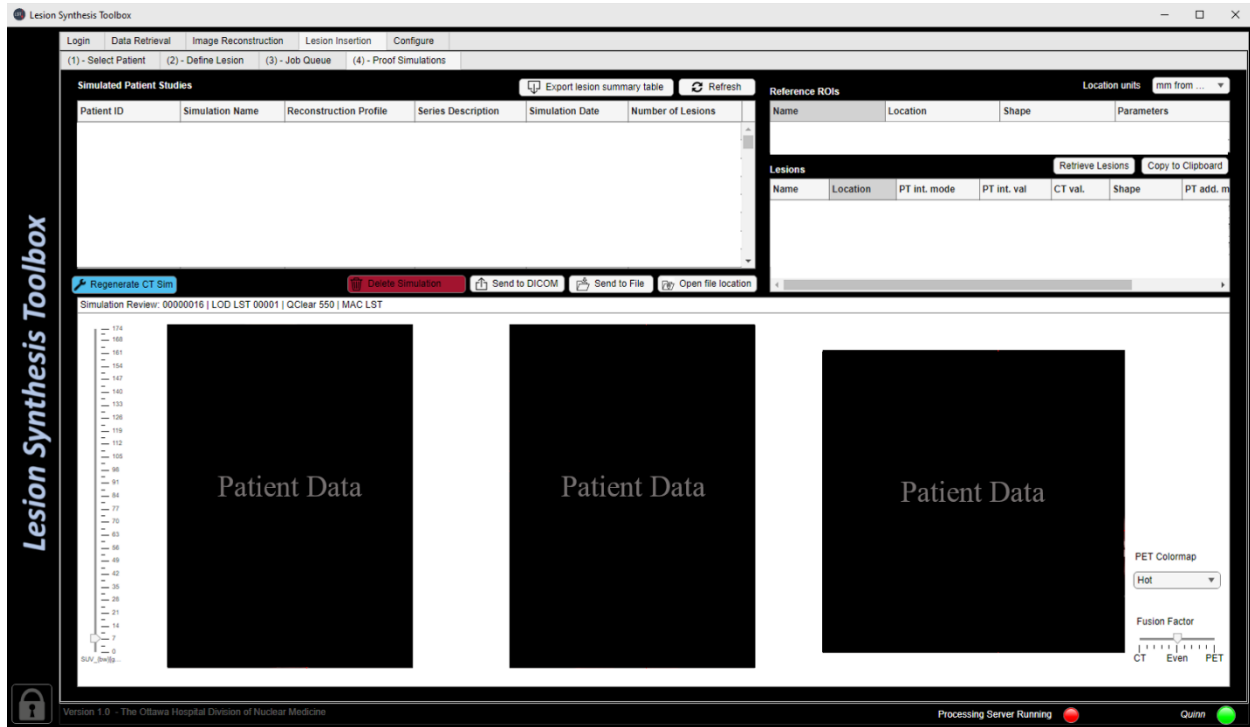 Lesion Synthesis Toolbox
Login Data Retrieval Image Reconstruction Lesion Insertion Configure
(1) - Select Patient (2) - Define Lesion (3) - Job Queue (4) - Proof Simulations
Simulated Patient Studies Export lesion summary table Refresh
Patient ID Simulation Name Reconstruction Profile Series Description Simulation Date Number of Lesions
Reference ROIs Location units mm from ...
Name Location Shape Parameters
Lesions Retrieve Lesions Copy to Clipboard
Name Location PT int. mode PT int. val CT val. Shape PT add. m
Regenerate CT Sim Delete Simulation Send to DICOM Send to File Open file location
Simulation Review: 00000016 | LOD LST 00001 | QClear 550 | MAC LST
174
168
161
154
147
140
133
126
119
112
105
98
91
84
77
70
63
56
49
42
35
28
21
14
7
0
Patient Data
Patient Data
Patient Data
PET Colormap
Hot
Fusion Factor
CT Even PET
Lesion Synthesis Toolbox
Version 1.0 - The Ottawa Hospital Division of Nuclear Medicine
Processing Server Running Quinn